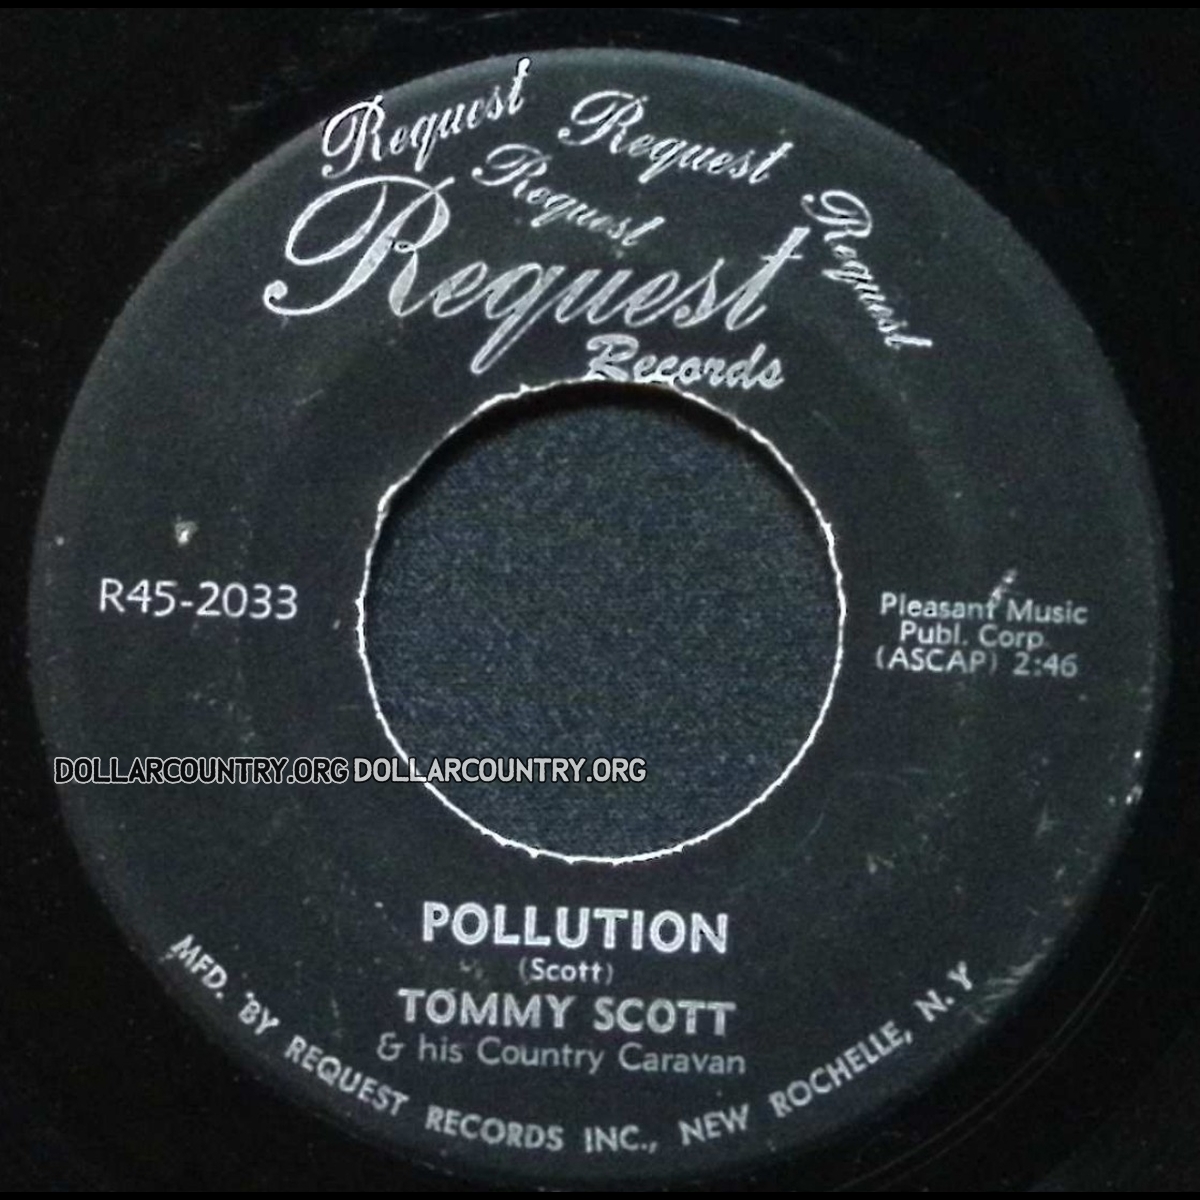 Request
Request
Request
Request
Request
Records
R45-2033
Pleasant Music
Publ. Corp.
(ASCAP) 2:46
DOLLARCOUNTRY.ORG DOLLARCOUNTRY.ORG
POLLUTION
(Scott)
TOMMY SCOTT
& his Country Caravan
MFD. BY REQUEST RECORDS INC., NEW ROCHELLE, N.Y